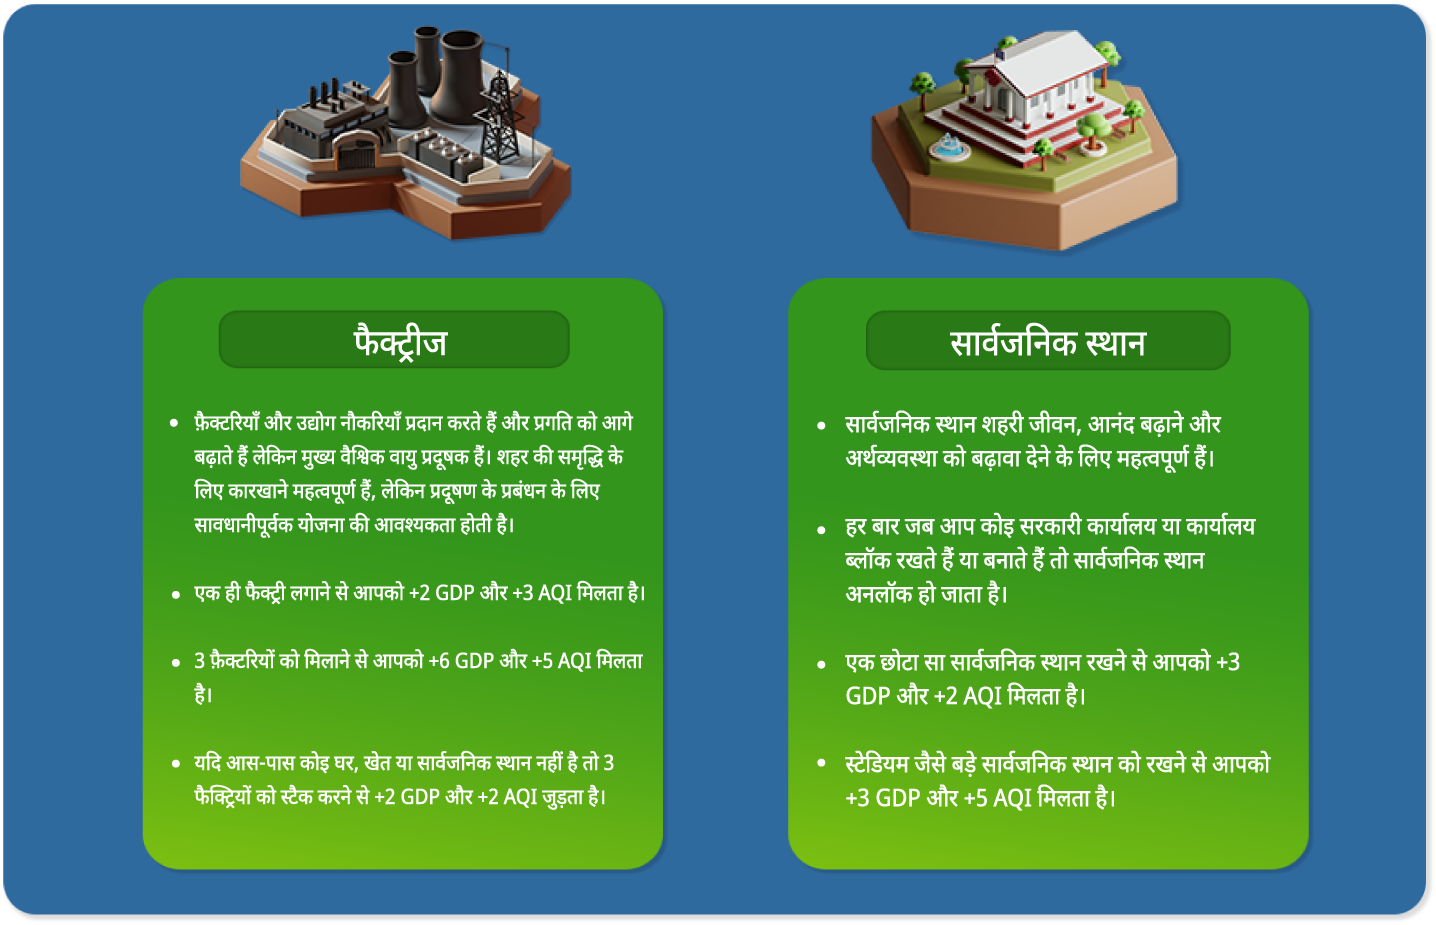 फैक्ट्रीज
• फ़ैक्टरियाँ और उद्योग नौकरियाँ प्रदान करते हैं और प्रगति को आगे
बढ़ाते हैं लेकिन मुख्य वैश्विक वायु प्रदूषक हैं। शहर की समृद्धि के
लिए कारखाने महत्वपूर्ण हैं, लेकिन प्रदूषण के प्रबंधन के लिए
सावधानीपूर्वक योजना की आवश्यकता होती है।
• एक ही फैक्ट्री लगाने से आपको +2 GDP और +3 AQI मिलता है।
• 3 फ़ैक्टरियों को मिलाने से आपको +6 GDP और +5 AQI मिलता
है।
• यदि आस-पास कोइ घर, खेत या सार्वजनिक स्थान नहीं है तो 3
फैक्ट्रियों को स्टैक करने से +2 GDP और +2 AQI जुड़ता है।
सार्वजनिक स्थान
• सार्वजनिक स्थान शहरी जीवन, आनंद बढ़ाने और
अर्थव्यवस्था को बढ़ावा देने के लिए महत्वपूर्ण हैं।
• हर बार जब आप कोइ सरकारी कार्यालय या कार्यालय
ब्लॉक रखते हैं या बनाते हैं तो सार्वजनिक स्थान
अनलॉक हो जाता है।
• एक छोटा सा सार्वजनिक स्थान रखने से आपको +3
GDP और +2 AQI मिलता है।
• स्टेडियम जैसे बड़े सार्वजनिक स्थान को रखने से आपको
+3 GDP और +5 AQI मिलता है।